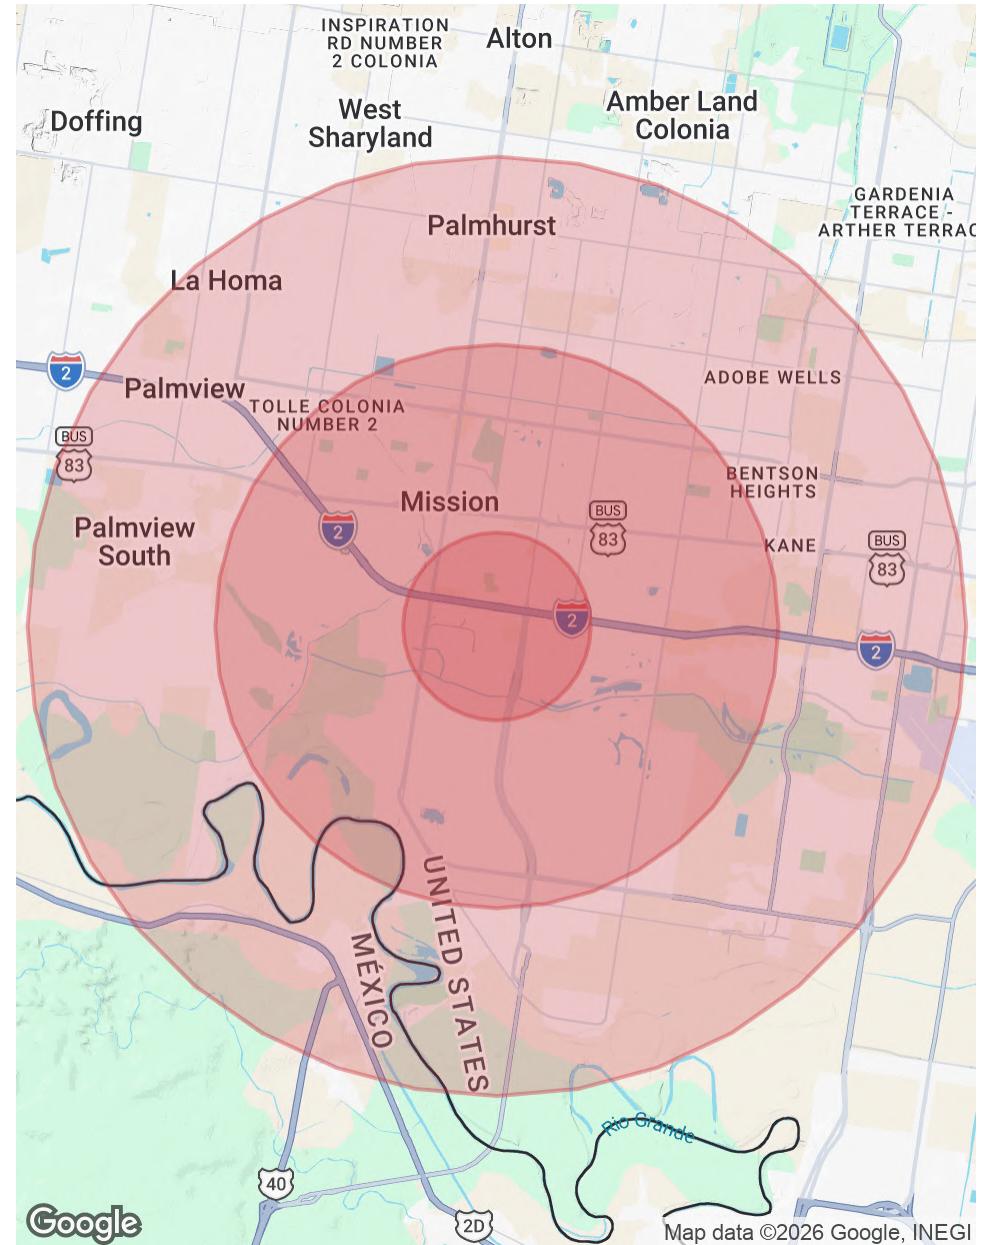 INSPIRATION
RD NUMBER
2 COLONIA
Alton
Doffing
West
Sharyland
Amber Land
Colonia
GARDENIA
TERRACE -
ARTHER TERRAC
Palmhurst
La Homa
2
Palmview
ADOBE WELLS
TOLLE COLONIA
NUMBER 2
BUS
83
BENTSON
HEIGHTS
Mission
BUS
83
Palmview
South
2
KANE
BUS
83
2
2
UNITED STATES
MÉXICO
Rio Grande
40
2D
Google
Map data ©2026 Google, INEGI